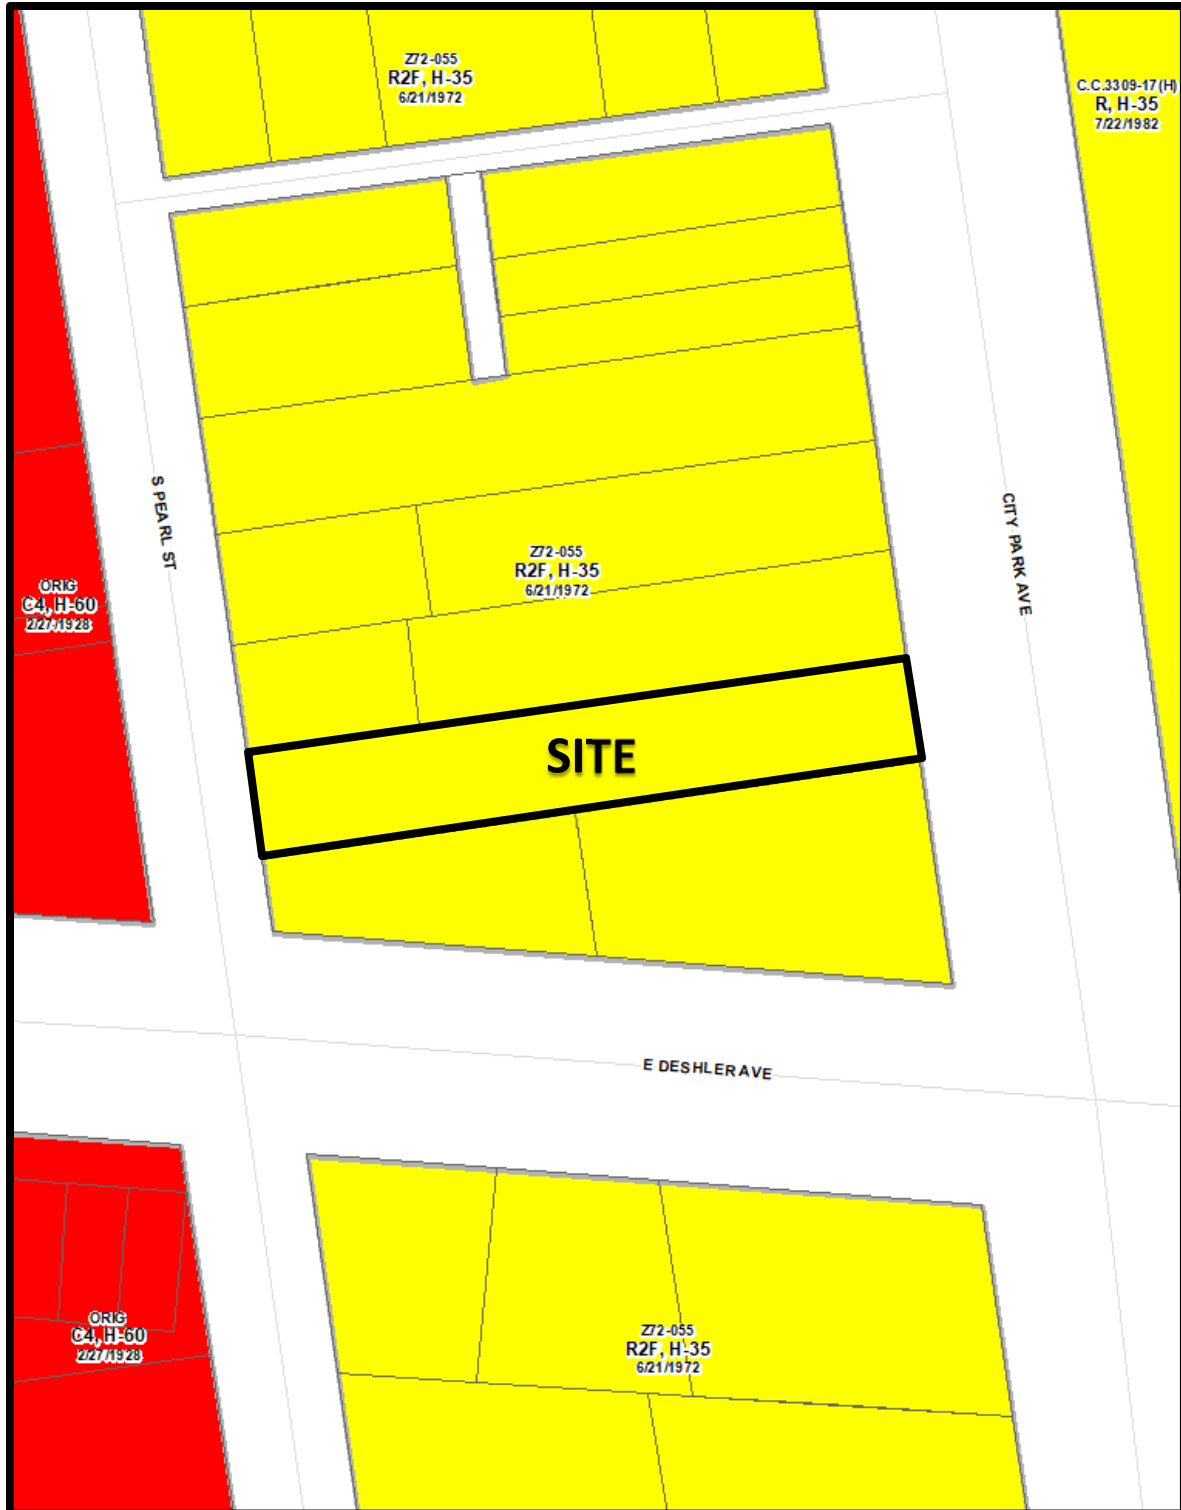 Z72-055
R2F, H-35
6/21/1972
C.C.3309-17(H)
R, H-35
7/22/1982
S PEARL ST
CITY PARK AVE
Z72-055
R2F, H-35
6/21/1972
ORIG
C4, H-60
2/27/1928
SITE
E DESHLER AVE
ORIG
C4, H-60
2/27/1928
Z72-055
R2F, H-35
6/21/1972